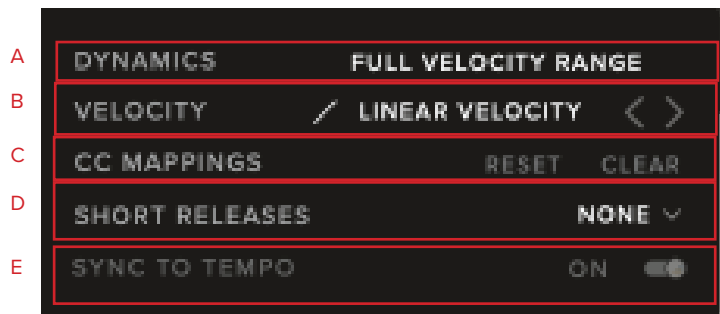 A DYNAMICS FULL VELOCITY RANGE
B VELOCITY LINEAR VELOCITY
C CC MAPPINGS RESET CLEAR
D SHORT RELEASES NONE
E SYNC TO TEMPO ON